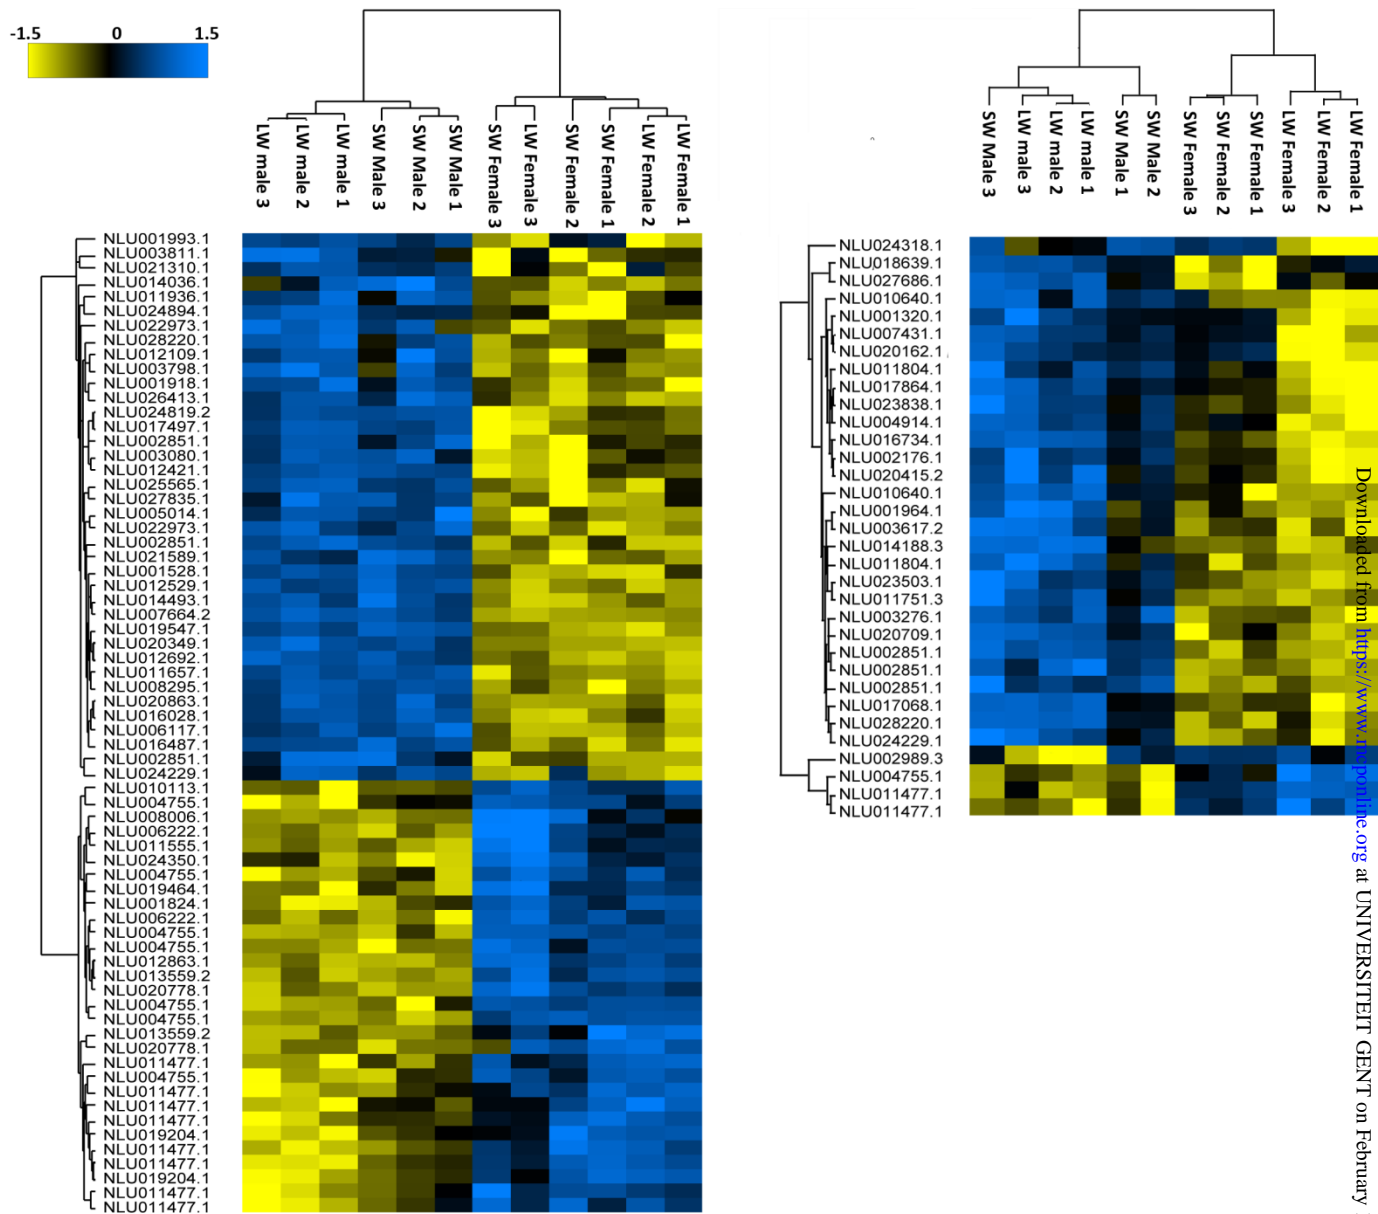 -1.5 0 1.5
LW male 3
LW male 2
LW male 1
SW Male 3
SW Male 2
SW Male 1
SW Female 3
LW Female 3
SW Female 2
SW Female 1
LW Female 2
LW Female 1
NLU001993.1
NLU003811.1
NLU021310.1
NLU014036.1
NLU011936.1
NLU024894.1
NLU022973.1
NLU028220.1
NLU012109.1
NLU003798.1
NLU001918.1
NLU026413.1
NLU024819.2
NLU017497.1
NLU002851.1
NLU003080.1
NLU012421.1
NLU025565.1
NLU027835.1
NLU005014.1
NLU022973.1
NLU002851.1
NLU021589.1
NLU001528.1
NLU012529.1
NLU014493.1
NLU007664.2
NLU019547.1
NLU020349.1
NLU012692.1
NLU011657.1
NLU008295.1
NLU020863.1
NLU016028.1
NLU006117.1
NLU016487.1
NLU002851.1
NLU024229.1
NLU010113.1
NLU004755.1
NLU008006.1
NLU006222.1
NLU011555.1
NLU024350.1
NLU004755.1
NLU019464.1
NLU001824.1
NLU006222.1
NLU004755.1
NLU004755.1
NLU012863.1
NLU013559.2
NLU020778.1
NLU004755.1
NLU004755.1
NLU013559.2
NLU020778.1
NLU011477.1
NLU004755.1
NLU011477.1
NLU011477.1
NLU011477.1
NLU019204.1
NLU011477.1
NLU011477.1
NLU019204.1
NLU011477.1
NLU011477.1
SW Male 3
LW male 3
LW male 2
LW male 1
SW Male 1
SW Male 2
SW Female 3
SW Female 2
SW Female 1
LW Female 3
LW Female 2
LW Female 1
NLU024318.1
NLU018639.1
NLU027686.1
NLU010640.1
NLU001320.1
NLU007431.1
NLU020162.1
NLU011804.1
NLU017864.1
NLU023838.1
NLU004914.1
NLU016734.1
NLU002176.1
NLU020415.2
NLU010640.1
NLU001964.1
NLU003617.2
NLU014188.3
NLU011804.1
NLU023503.1
NLU011751.3
NLU003276.1
NLU020709.1
NLU002851.1
NLU002851.1
NLU002851.1
NLU017068.1
NLU028220.1
NLU024229.1
NLU002989.3
NLU004755.1
NLU011477.1
NLU011477.1
Downloaded from https://www.mcponline.org at UNIVERSITEIT GENT on February